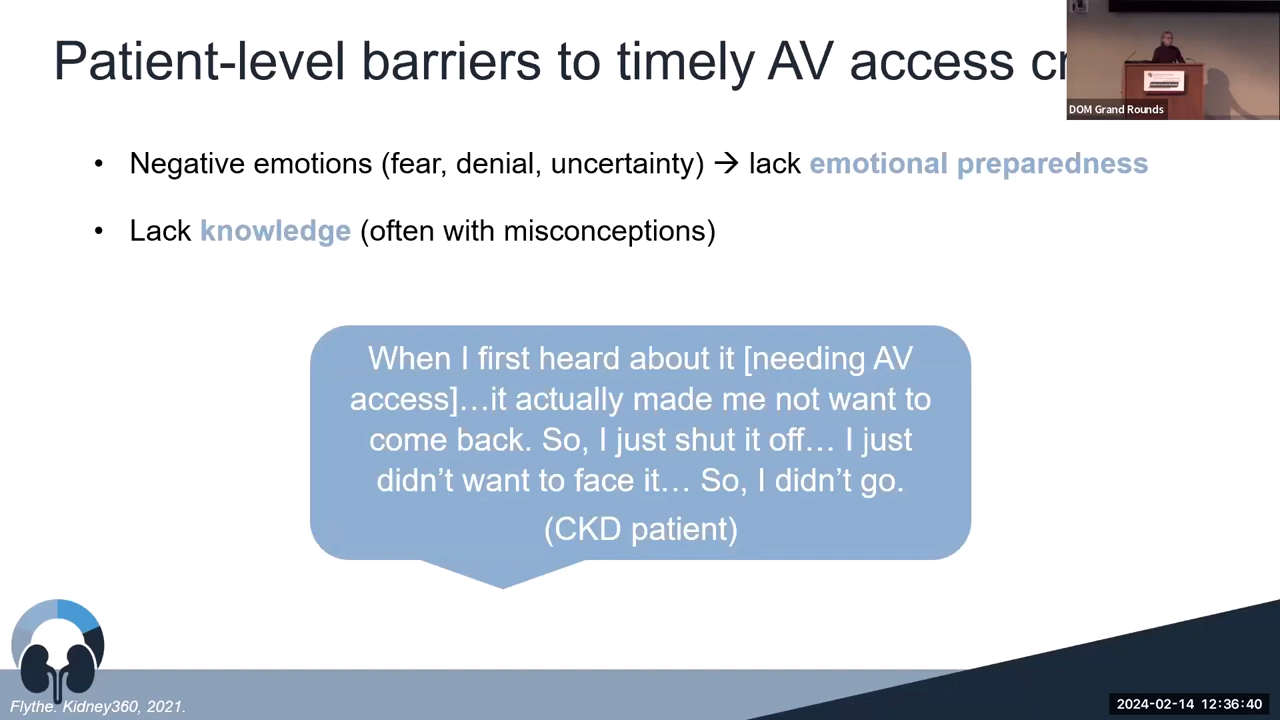 Patient-level barriers to timely AV access cr
DOM Grand Rounds
• Negative emotions (fear, denial, uncertainty) → lack emotional preparedness
• Lack knowledge (often with misconceptions)
When I first heard about it [needing AV
access]…it actually made me not want to
come back. So, I just shut it off… I just
didn’t want to face it… So, I didn’t go.
(CKD patient)
Flythe. Kidney360, 2021.
2024-02-14 12:36:40